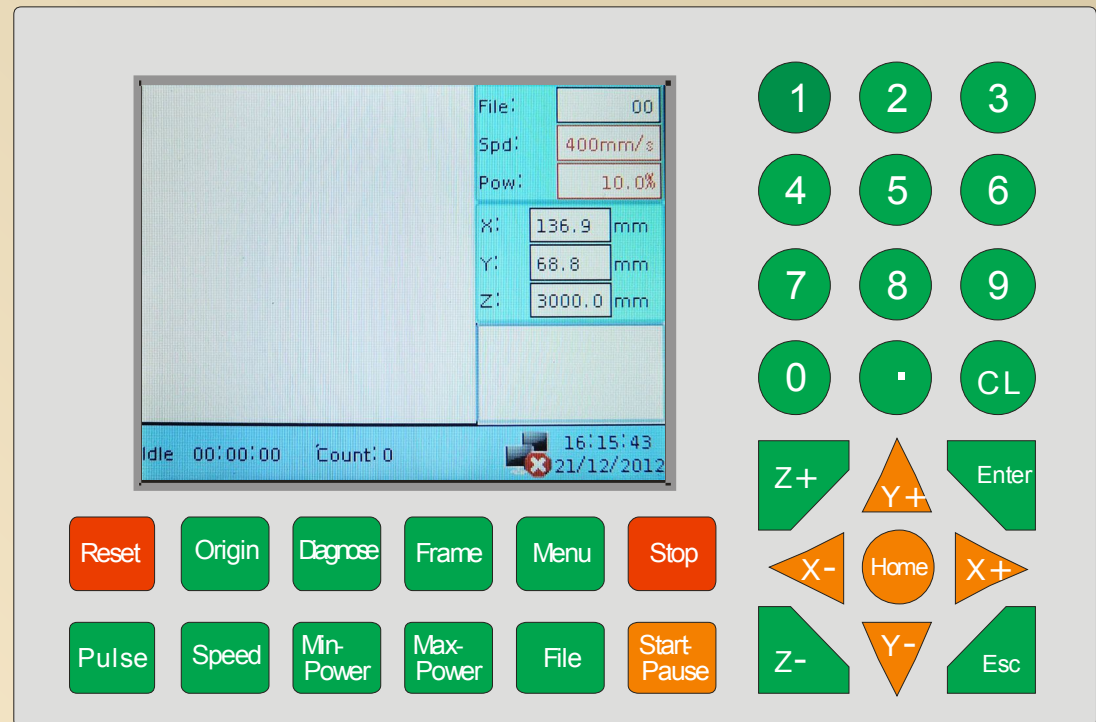 File: 00
Spd: 400mm/s
Pow: 10.0%
X: 136.9 mm
Y: 68.8 mm
Z: 3000.0 mm
Idle 00:00:00 Count: 0
16:15:43
21/12/2012
1 2 3
4 5 6
7 8 9
0 . CL
Z+ Y+ Enter
X- Home X+
Z- Y- Esc
Reset Origin Diagnose Frame Menu Stop
Pulse Speed Min-
Power Max-
Power File Start-
Pause